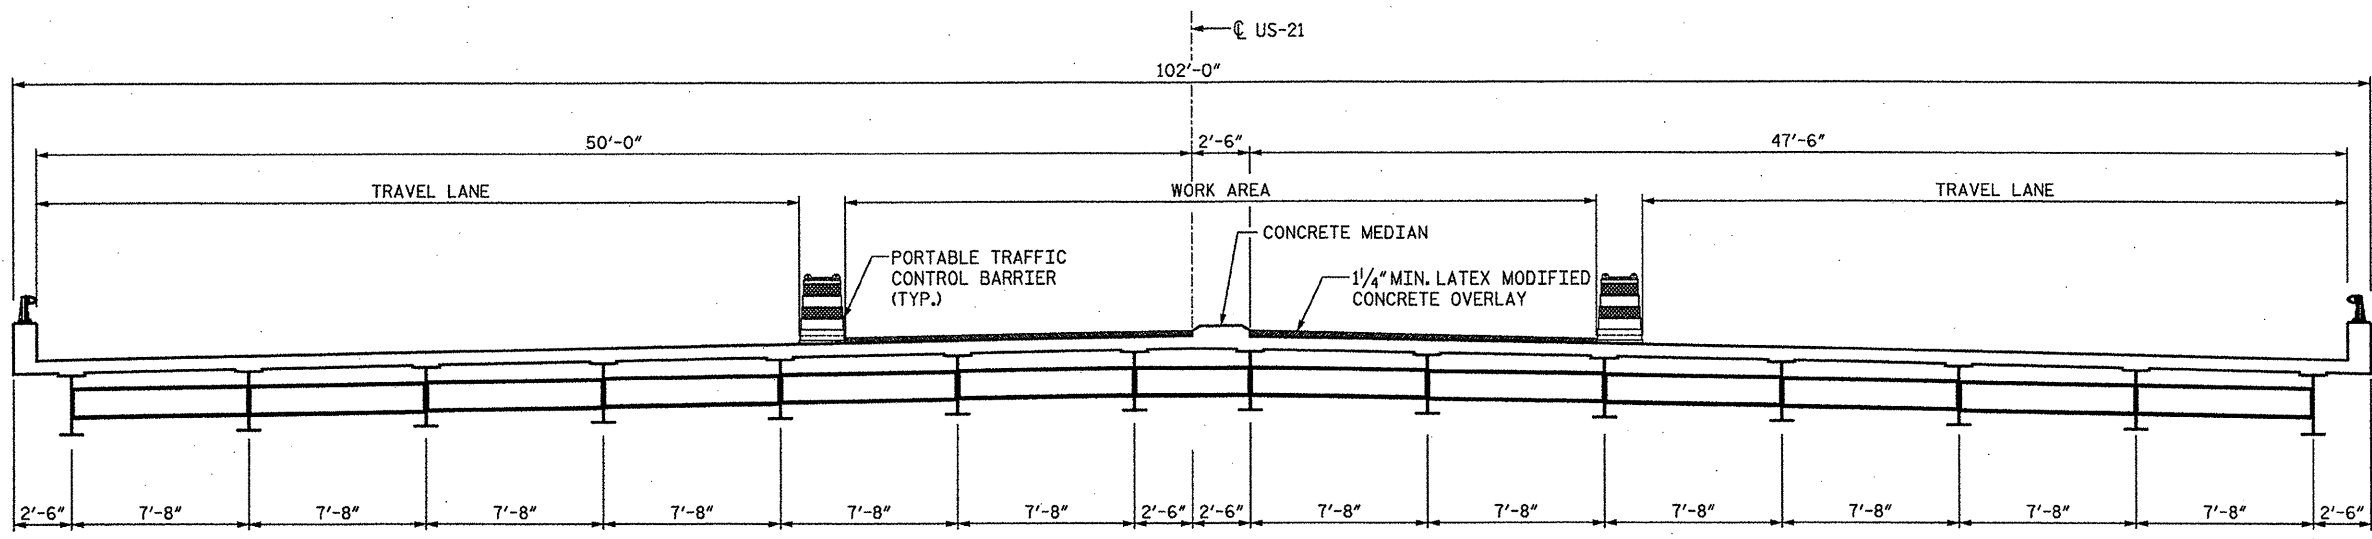 ℄ US-21
102'-0"
50'-0" 2'-6" 47'-6"
TRAVEL LANE WORK AREA TRAVEL LANE
CONCRETE MEDIAN
PORTABLE TRAFFIC
CONTROL BARRIER
(TYP.)
1 1/4" MIN. LATEX MODIFIED
CONCRETE OVERLAY
2'-6" 7'-8" 7'-8" 7'-8" 7'-8" 7'-8" 7'-8" 2'-6" 2'-6" 7'-8" 7'-8" 7'-8" 7'-8" 7'-8" 7'-8" 2'-6"